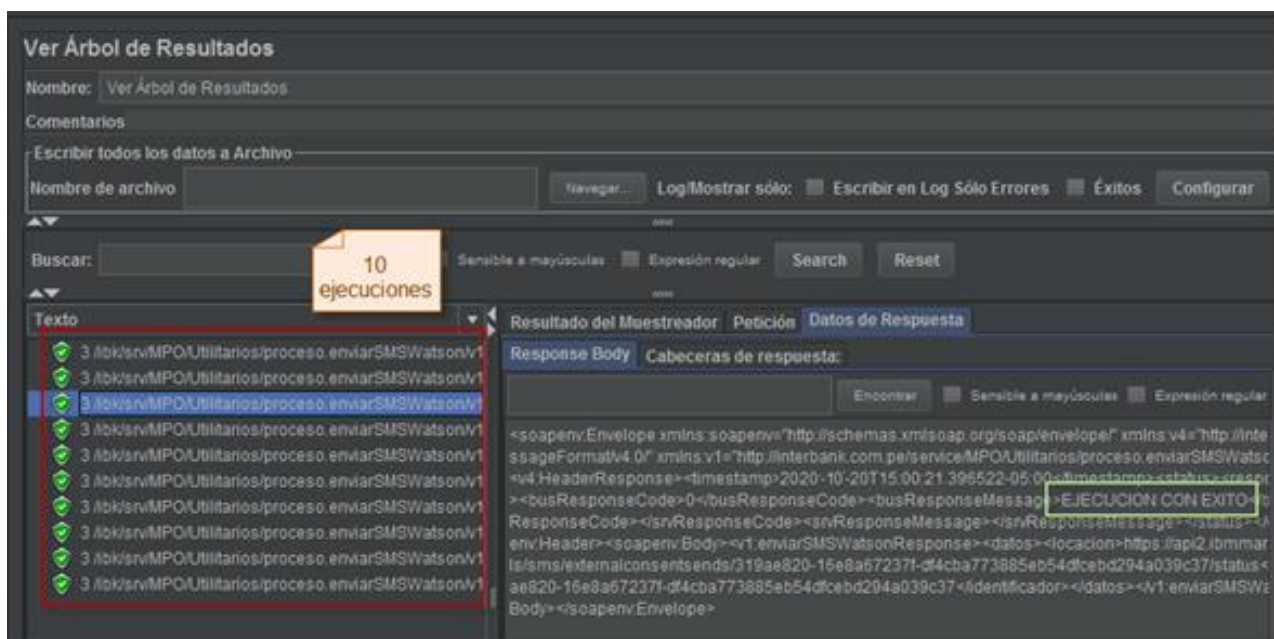 Ver Árbol de Resultados
Nombre: Ver Árbol de Resultados
Comentarios
Escribir todos los datos a Archivo
Nombre de archivo Navegar... Log/Mostrar sólo: Escribir en Log Sólo Errores Éxitos Configurar
Buscar: Sensible a mayúsculas Expresión regular Search Reset
10
ejecuciones
Texto
3 /ibk/srv/MPO/Utilitarios/proceso.enviarSMSWatson/v1
3 /ibk/srv/MPO/Utilitarios/proceso.enviarSMSWatson/v1
3 /ibk/srv/MPO/Utilitarios/proceso.enviarSMSWatson/v1
3 /ibk/srv/MPO/Utilitarios/proceso.enviarSMSWatson/v1
3 /ibk/srv/MPO/Utilitarios/proceso.enviarSMSWatson/v1
3 /ibk/srv/MPO/Utilitarios/proceso.enviarSMSWatson/v1
3 /ibk/srv/MPO/Utilitarios/proceso.enviarSMSWatson/v1
3 /ibk/srv/MPO/Utilitarios/proceso.enviarSMSWatson/v1
3 /ibk/srv/MPO/Utilitarios/proceso.enviarSMSWatson/v1
3 /ibk/srv/MPO/Utilitarios/proceso.enviarSMSWatson/v1
Resultado del Muestreador Petición Datos de Respuesta
Response Body Cabeceras de respuesta:
Encontrar Sensible a mayúsculas Expresión regular
<soapenv:Envelope xmlns:soapenv="http://schemas.xmlsoap.org/soap/envelope/" xmlns:v4="http://inte
ssageFormat/v4.0/" xmlns:v1="http://interbank.com.pe/service/MPO/Utilitarios/proceso.enviarSMSWatso
<v4:HeaderResponse><timestamp>2020-10-20T15:00:21.396522-05:00</timestamp><status><respon
><busResponseCode>0</busResponseCode><busResponseMessage>EJECUCION CON EXITO</b
ResponseCode></srvResponseCode><srvResponseMessage></srvResponseMessage></status></v
env:Header><soapenv:Body><v1:enviarSMSWatsonResponse><datos><locacion>https://api2.ibmmar
ls/sms/externalconsentsends/319ae820-16e8a67237f-df4cba773885eb54dfcebd294a039c37/status<
ae820-16e8a67237f-df4cba773885eb54dfcebd294a039c37</identificador></datos></v1:enviarSMSWa
Body></soapenv:Envelope>